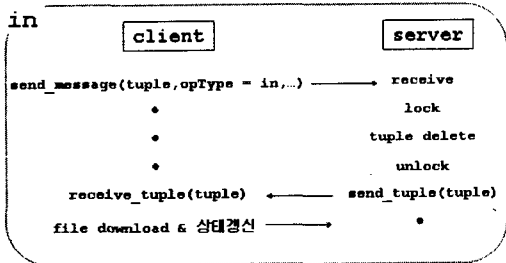 in
client server
send_message(tuple,opType = in,…) receive
lock
tuple delete
unlock
receive_tuple(tuple) send_tuple(tuple)
file download & 상태갱신